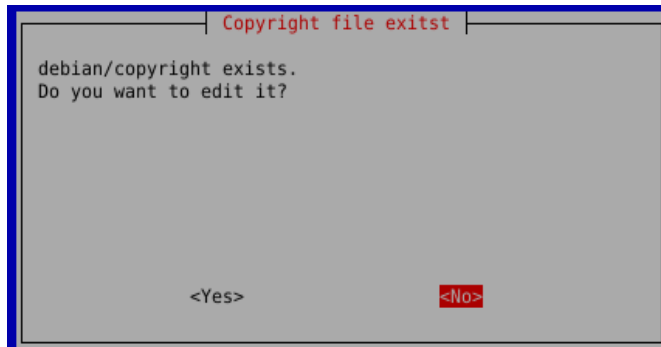 Copyright file exitst
debian/copyright exists.
Do you want to edit it?
<Yes> <No>